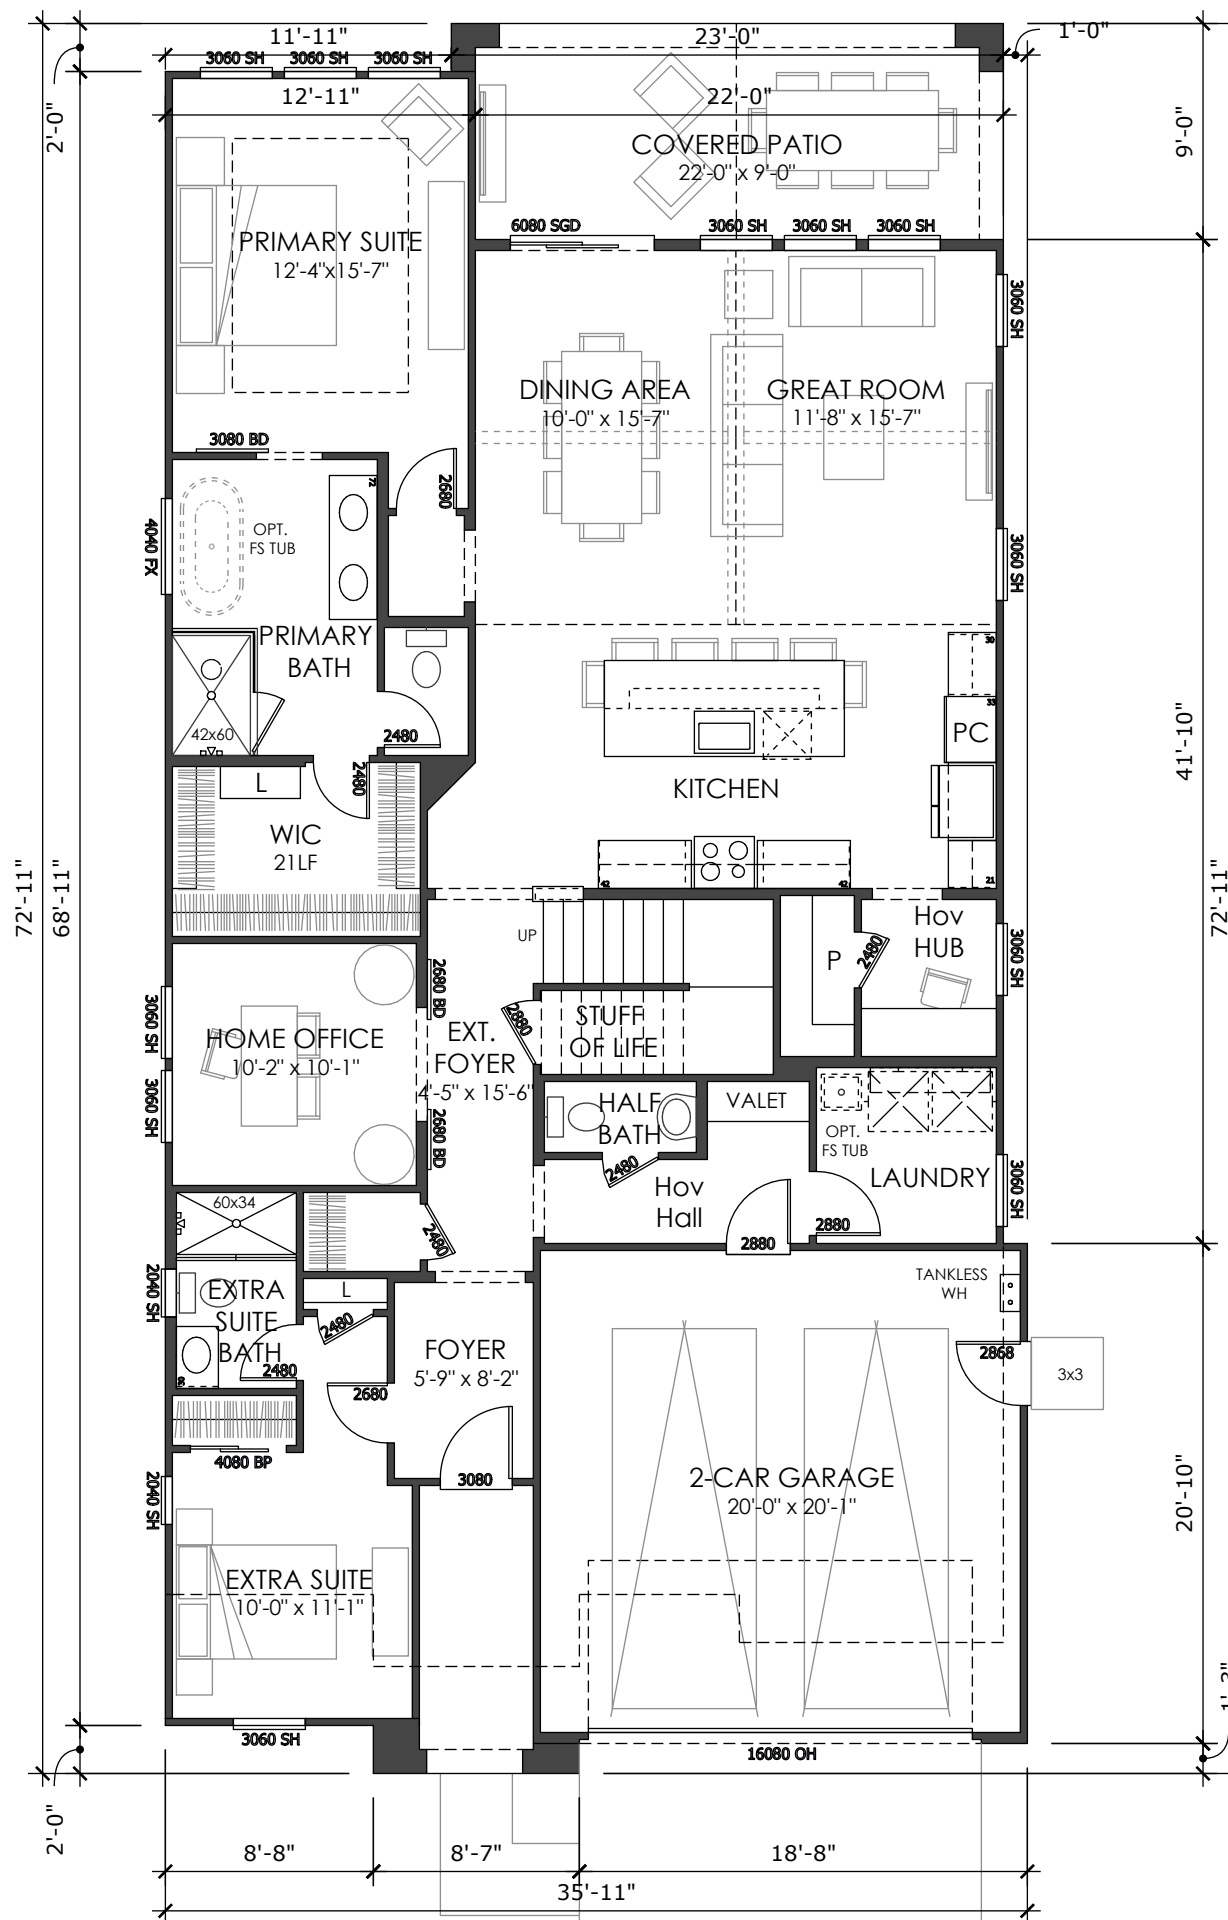 11'-11"
23'-0"
1'-0"
3060 SH
3060 SH
3060 SH
12'-11"
22'-0"
2'-0"
9'-0"
COVERED PATIO
22'-0" x 9'-0"
6080 SGD
3060 SH
3060 SH
3060 SH
PRIMARY SUITE
12'-4"x15'-7"
3060 SH
DINING AREA
10'-0" x 15'-7"
GREAT ROOM
11'-8" x 15'-7"
3080 BD
2680
72
4040 FX
OPT.
FS TUB
3060 SH
PRIMARY
BATH
30
33
PC
42x60
2480
2480
L
KITCHEN
41'-10"
WIC
21LF
42
42
21
72'-11"
68'-11"
72'-11"
UP
P
2480
Hov
HUB
3060 SH
2680 BD
2880
STUFF
OF LIFE
3060 SH
HOME OFFICE
10'-2" x 10'-1"
EXT.
FOYER
4'-5" x 15'-6"
3060 SH
2680 BD
HALF
BATH
VALET
OPT.
FS TUB
2480
Hov
Hall
LAUNDRY
3060 SH
60x34
2480
2880
2880
2040 SH
EXTRA
SUITE
BATH
L
2480
TANKLESS
WH
2480
2680
FOYER
5'-9" x 8'-2"
2868
3x3
4080 BP
3080
2040 SH
2-CAR GARAGE
20'-0" x 20'-1"
20'-10"
EXTRA SUITE
10'-0" x 11'-1"
3060 SH
16080 OH
2'-0"
8'-8"
8'-7"
18'-8"
35'-11"